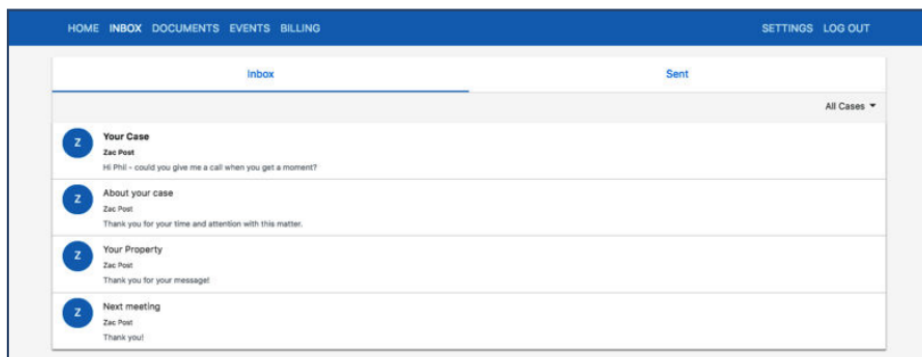 HOME INBOX DOCUMENTS EVENTS BILLING SETTINGS LOG OUT
Inbox Sent
All Cases
Z
Your Case
Zac Post
Hi Phil - could you give me a call when you get a moment?
Z
About your case
Zac Post
Thank you for your time and attention with this matter.
Z
Your Property
Zac Post
Thank you for your message!
Z
Next meeting
Zac Post
Thank you!